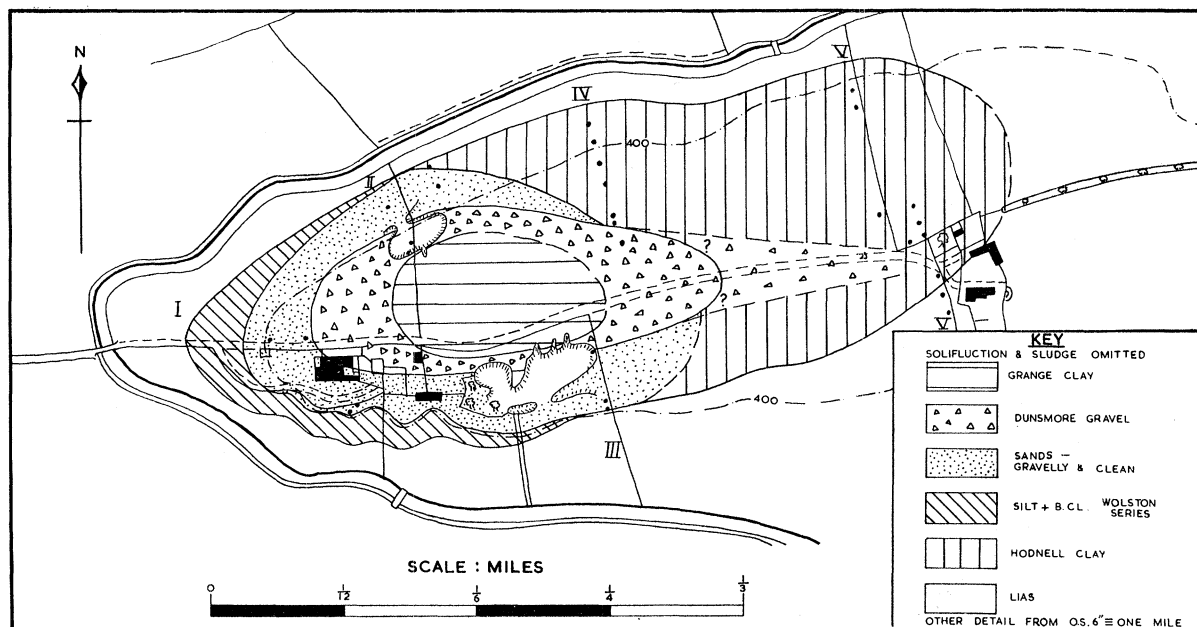 N
V
IV
400
II
?
I
?
V
400
III
KEY
SOLIFLUCTION & SLUDGE OMITTED
GRANGE CLAY
DUNSMORE GRAVEL
SANDS –
GRAVELLY & CLEAN
SILT + B.CL. WOLSTON
SERIES
HODNELL CLAY
LIAS
OTHER DETAIL FROM O.S. 6" ≡ ONE MILE
SCALE : MILES
0 1/12 1/6 1/4 1/3